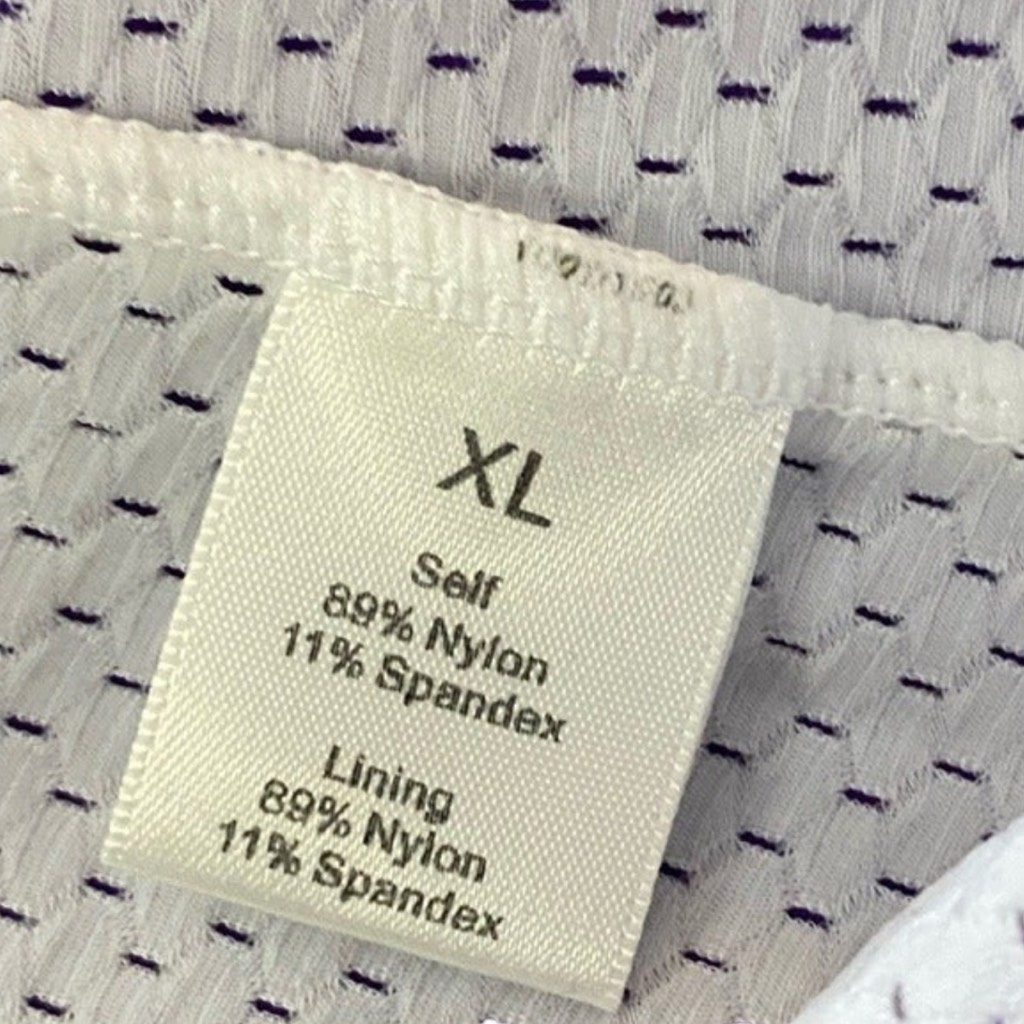 XL
Self
89% Nylon
11% Spandex
Lining
89% Nylon
11% Spandex